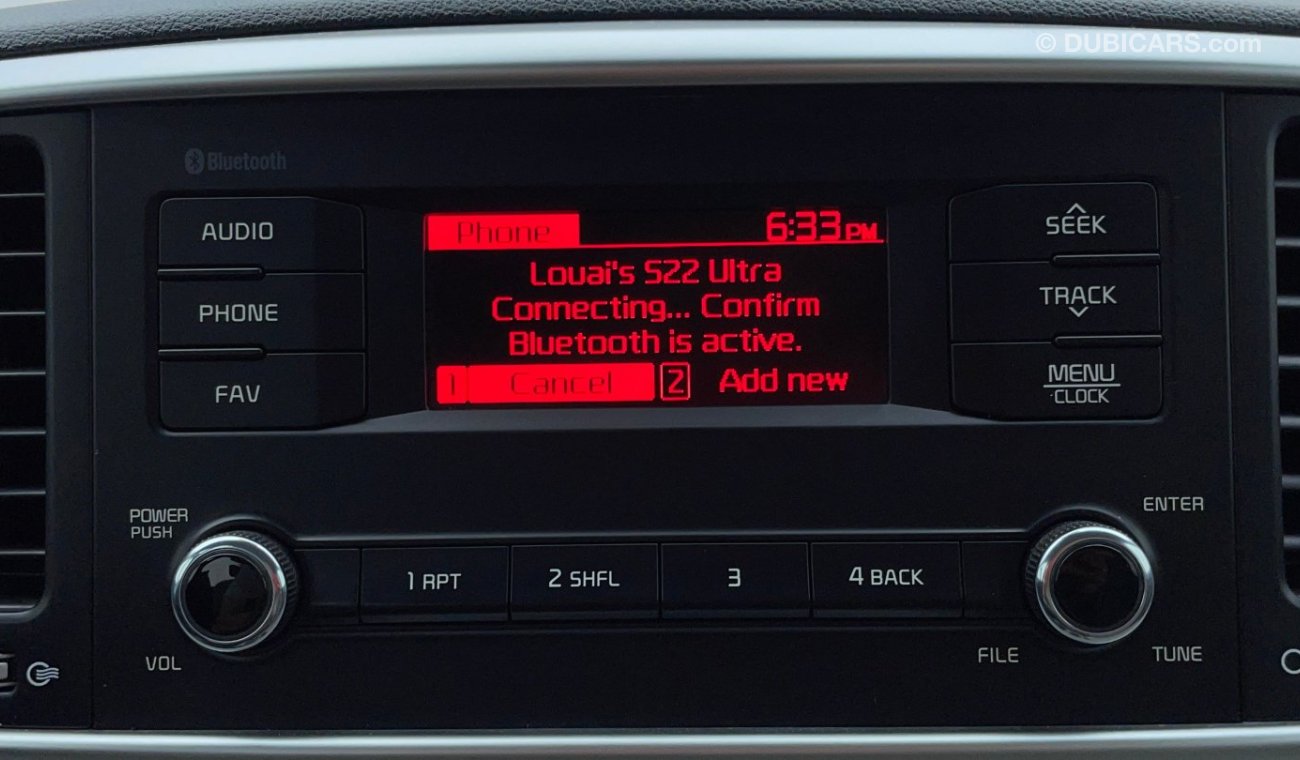 © DUBICARS.com
Bluetooth
AUDIO
PHONE
FAV
Phone 6:33 PM
Louai's S22 Ultra
Connecting... Confirm
Bluetooth is active.
1 Cancel 2 Add new
SEEK
TRACK
MENU
CLOCK
POWER
PUSH
VOL
1 RPT
2 SHFL
3
4 BACK
ENTER
FILE
TUNE